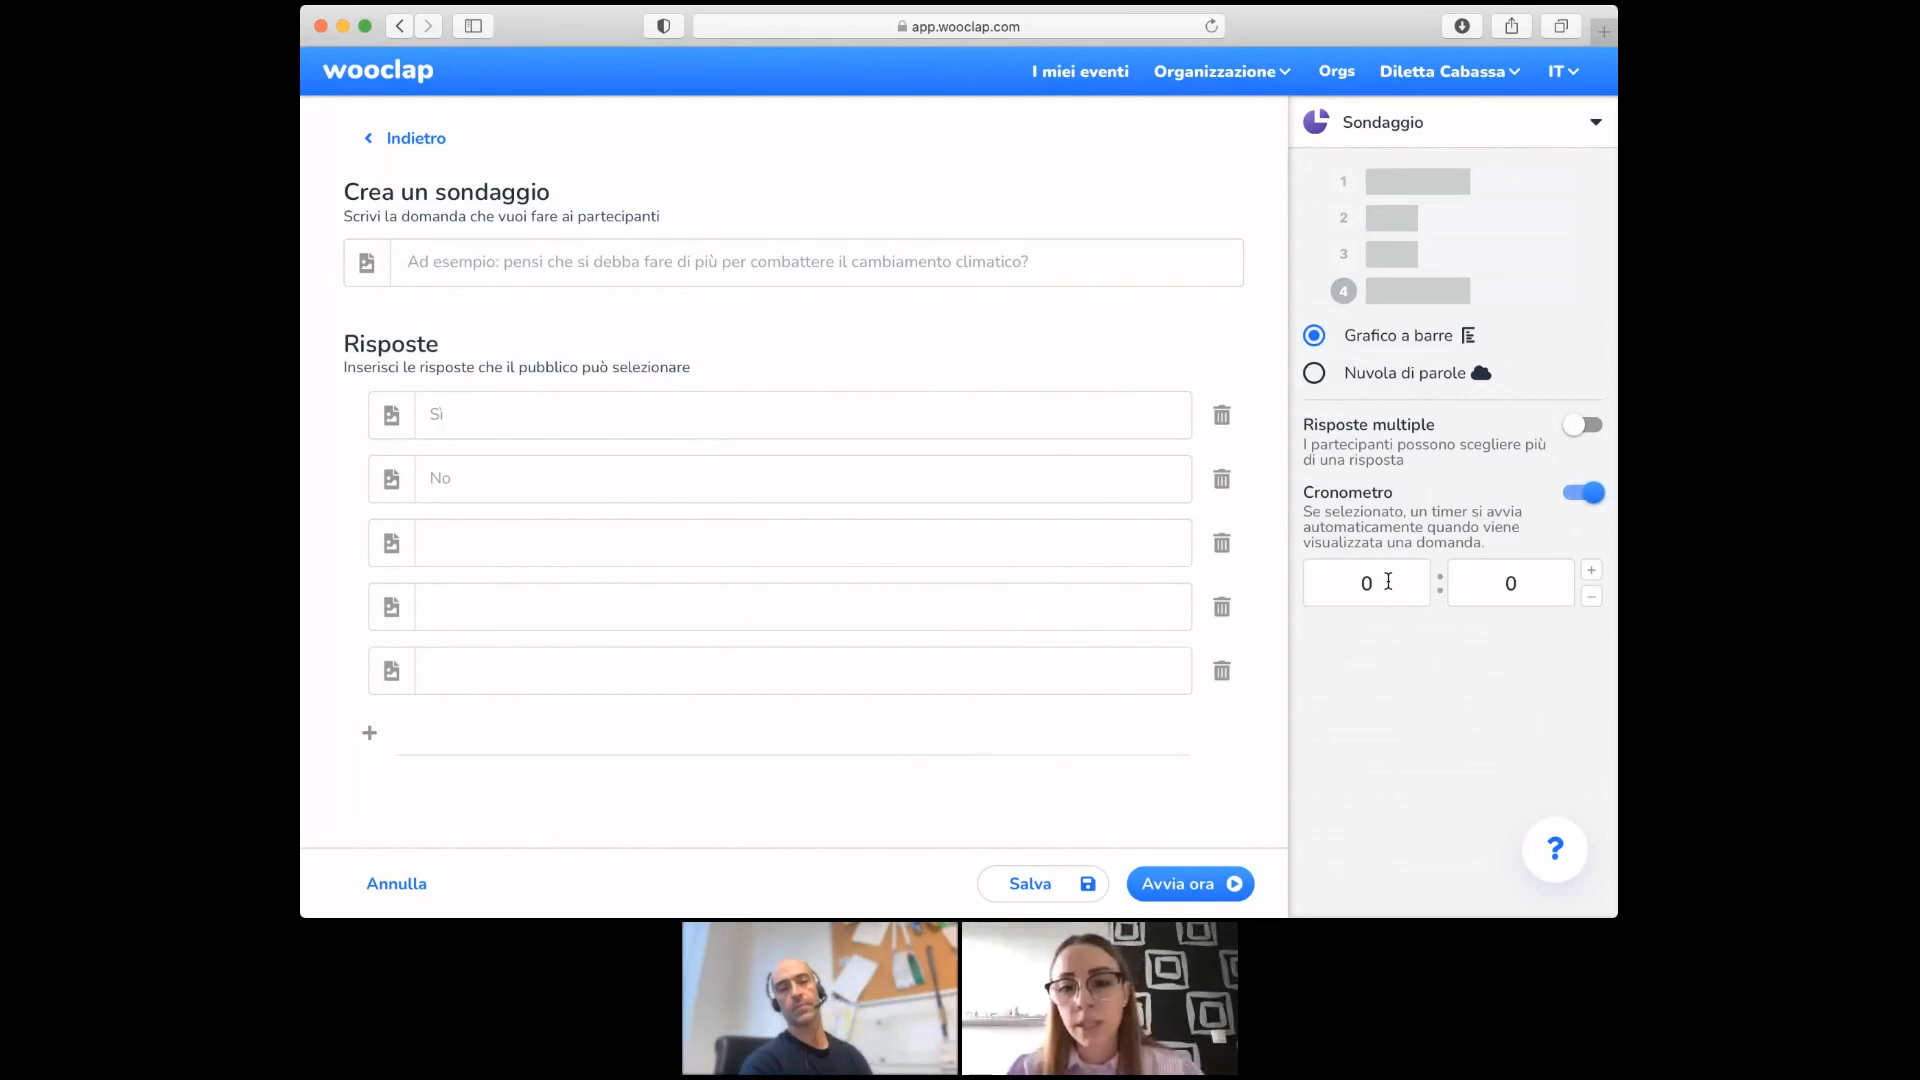 app.wooclap.com
wooclap
I miei eventi
Organizzazione
Orgs
Diletta Cabassa
IT
Indietro
Crea un sondaggio
Scrivi la domanda che vuoi fare ai partecipanti
Ad esempio: pensi che si debba fare di più per combattere il cambiamento climatico?
Risposte
Inserisci le risposte che il pubblico può selezionare
Sì
No
+
Annulla
Salva
Avvia ora
Sondaggio
1
2
3
4
Grafico a barre
Nuvola di parole
Risposte multiple
I partecipanti possono scegliere più
di una risposta
Cronometro
Se selezionato, un timer si avvia
automaticamente quando viene
visualizzata una domanda.
0 : 0
+
−
?